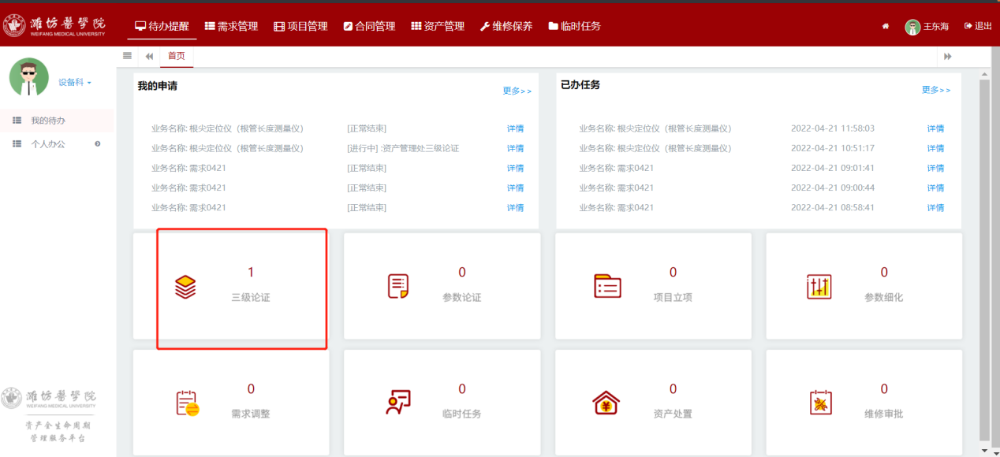 濰坊醫學院
WEIFANG MEDICAL UNIVERSITY
待办提醒 需求管理 项目管理 合同管理 资产管理 维修保养 临时任务
王东海 退出
设备科
首页
我的待办
个人办公
我的申请 更多>>
业务名称: 根尖定位仪（根管长度测量仪） [正常结束] 详情
业务名称: 根尖定位仪（根管长度测量仪） [进行中] :资产管理处三级论证 详情
业务名称: 需求0421 [正常结束] 详情
业务名称: 需求0421 [正常结束] 详情
业务名称: 需求0421 [正常结束] 详情
已办任务 更多>>
业务名称: 根尖定位仪（根管长度测量仪） 2022-04-21 11:58:03 详情
业务名称: 根尖定位仪（根管长度测量仪） 2022-04-21 10:51:17 详情
业务名称: 需求0421 2022-04-21 09:01:41 详情
业务名称: 需求0421 2022-04-21 09:00:44 详情
业务名称: 需求0421 2022-04-21 08:58:41 详情
1
三级论证
0
参数论证
0
项目立项
0
参数细化
0
需求调整
0
临时任务
0
资产处置
0
维修审批
濰坊醫學院
WEIFANG MEDICAL UNIVERSITY
资产全生命周期
管理服务平台